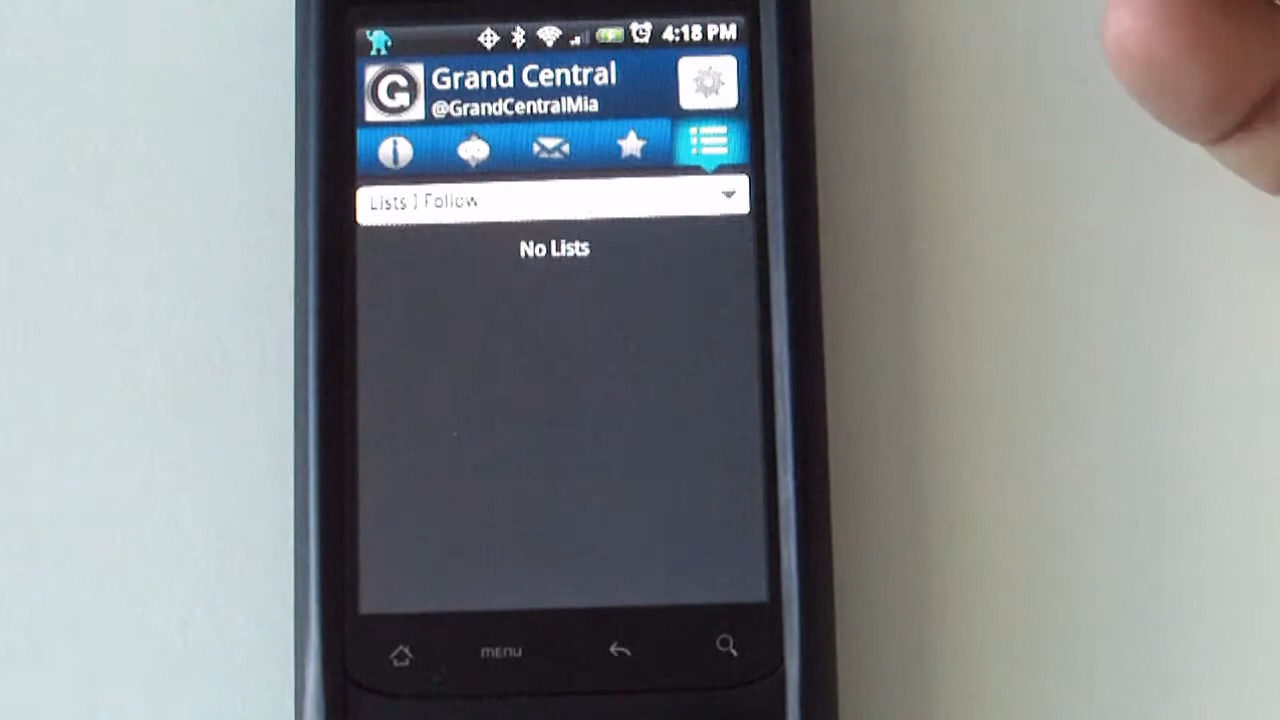 4:18 PM
G
Grand Central
@GrandCentralMia
Lists I Follow
No Lists
menu